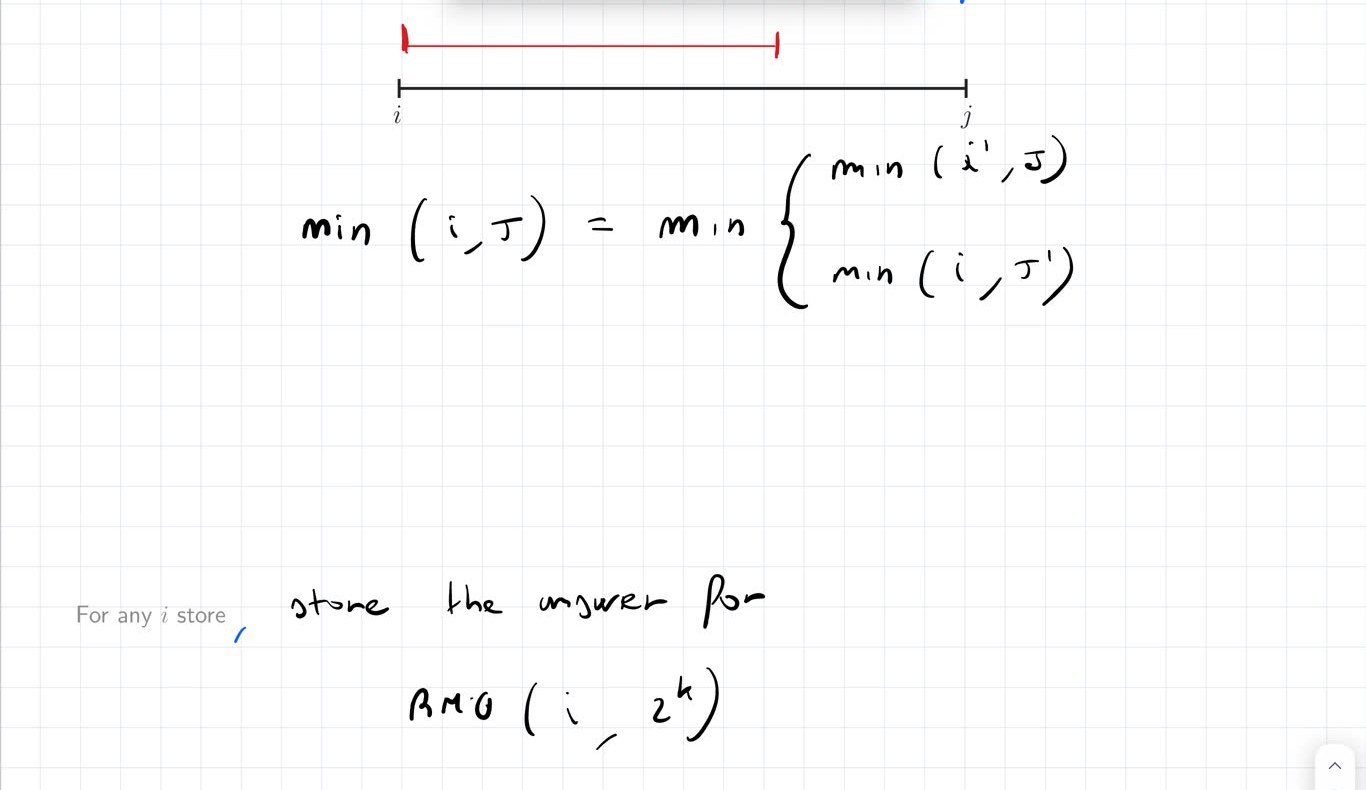 i j
min (i, J) = min { min (i', J)
min (i, J')
For any i store store the answer for
RMQ (i, 2^k)